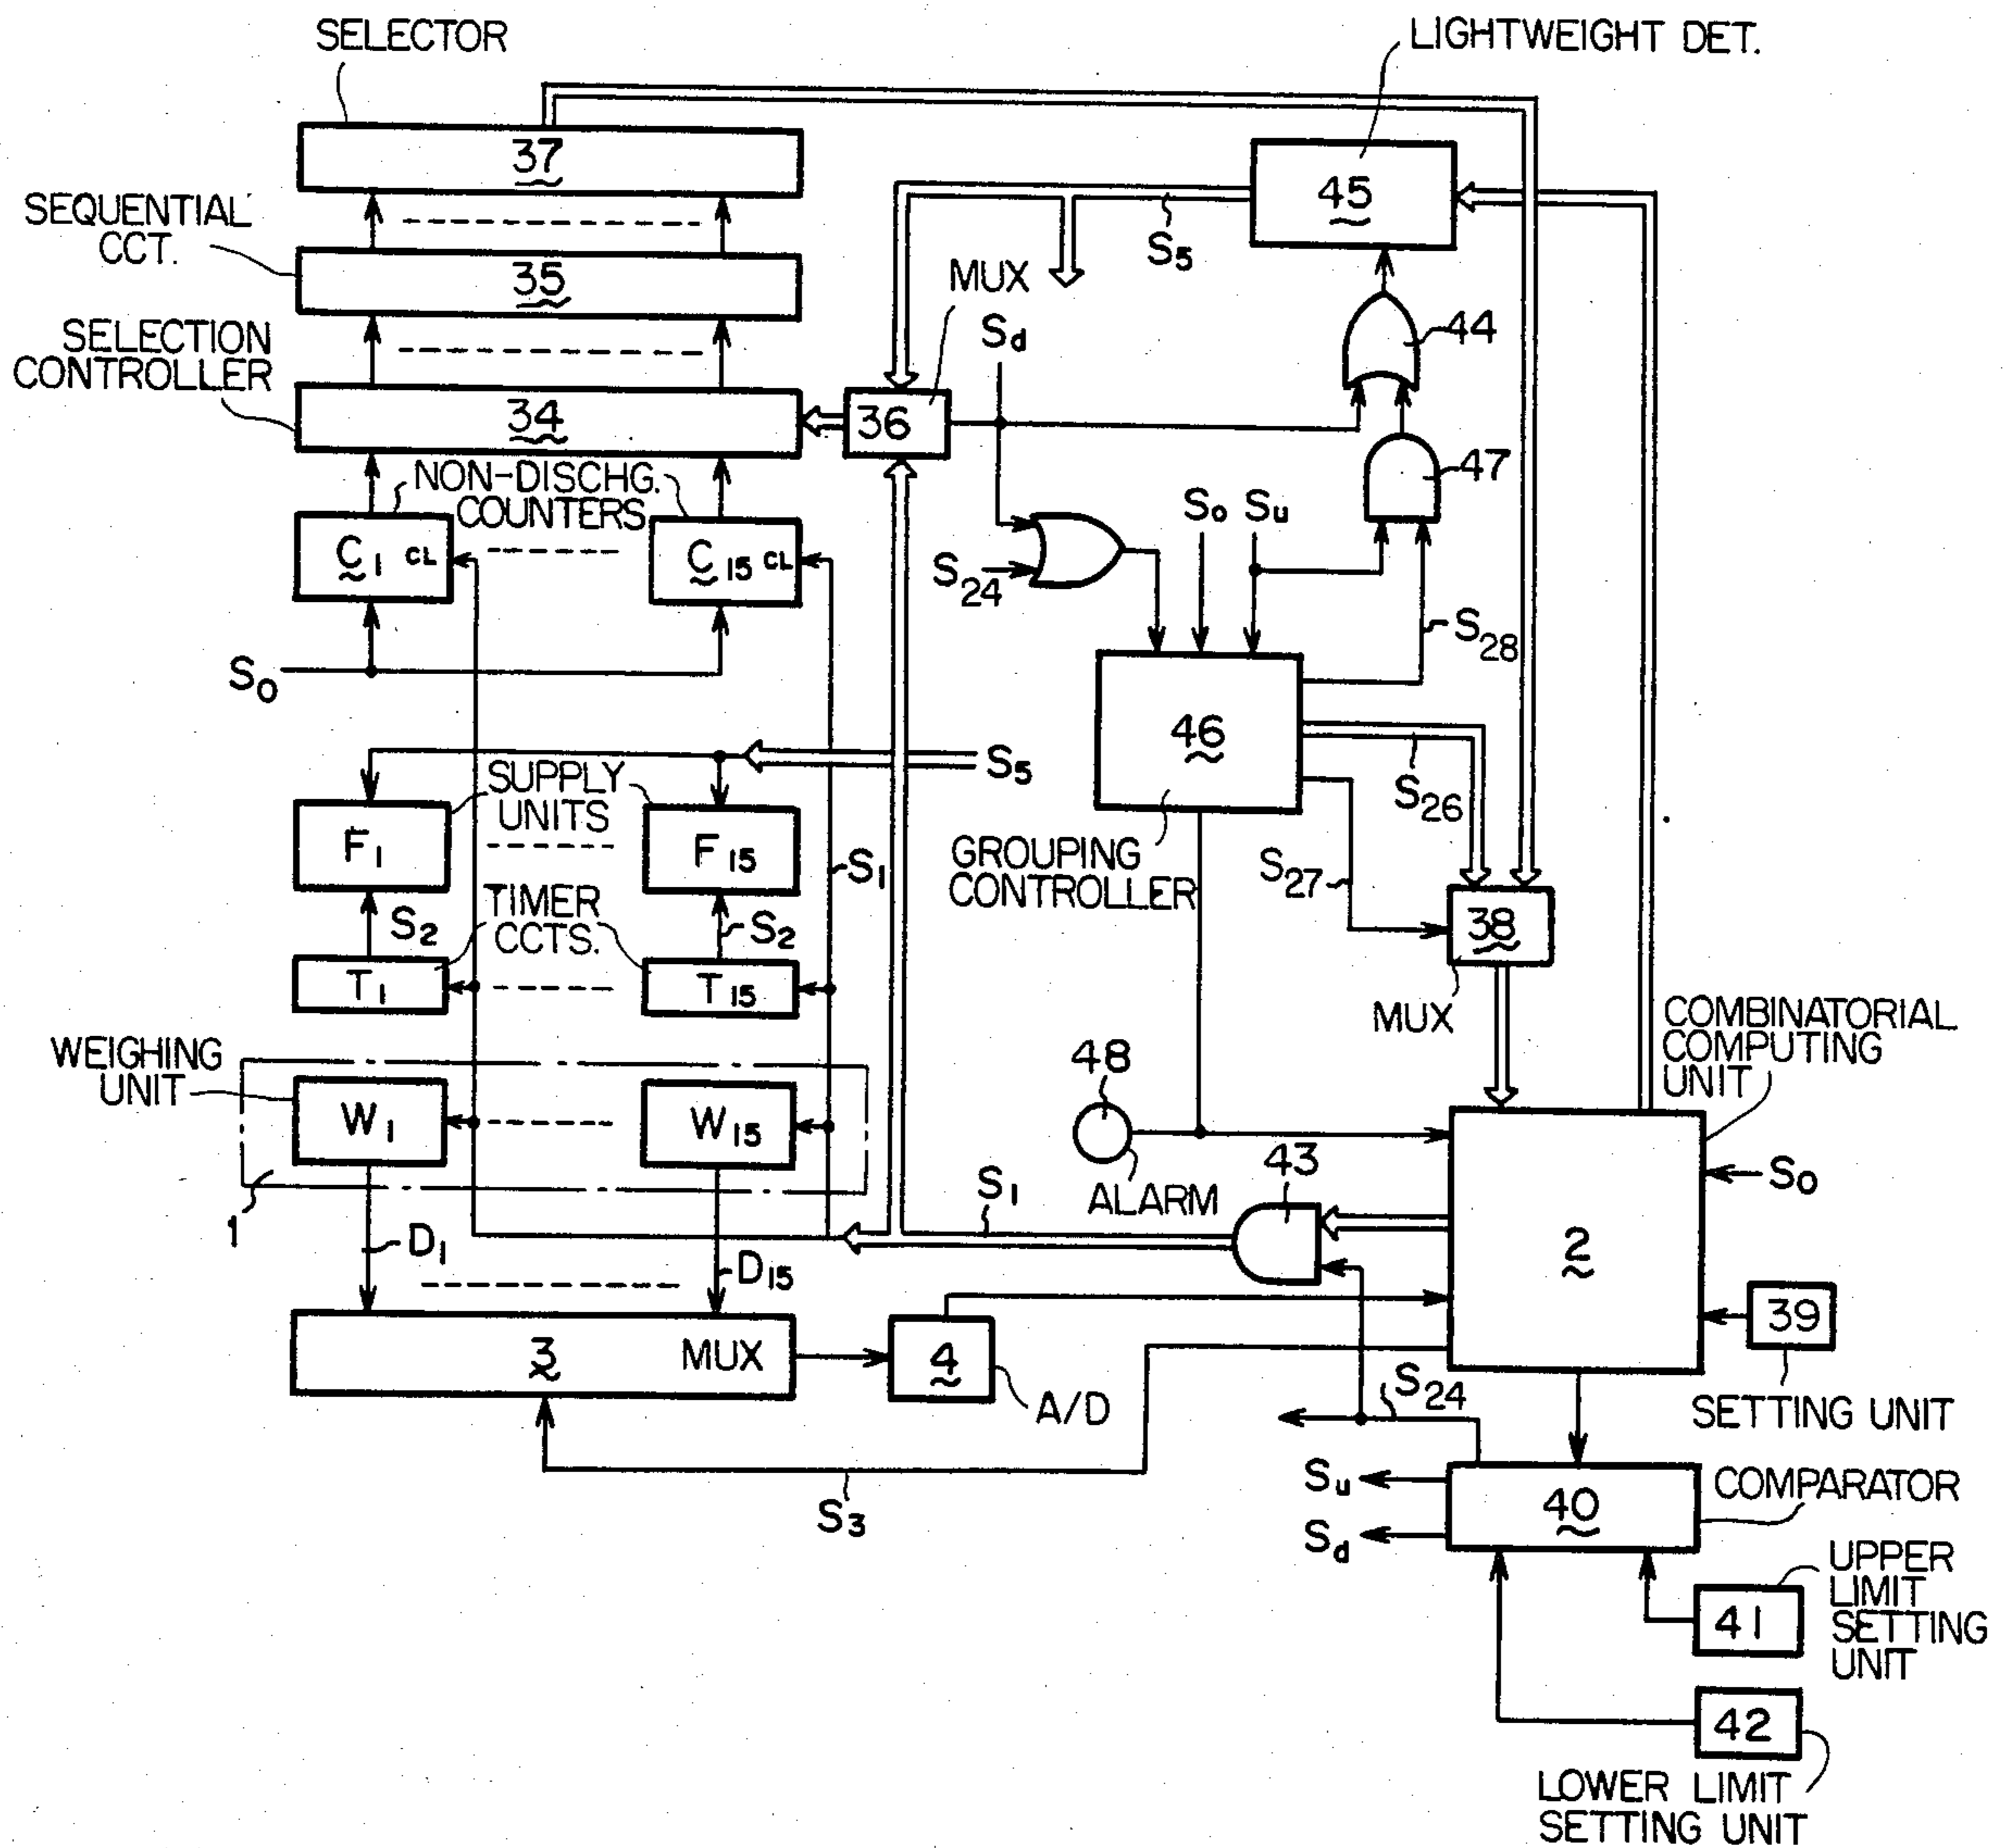 SELECTOR
LIGHTWEIGHT DET.
37
45
SEQUENTIAL
CCT.
S5
35
MUX
Sd
44
SELECTION
CONTROLLER
34
36
NON-DISCHG.
COUNTERS
47
So Su
C1 CL
C15 CL
S24
S28
So
46
S5
SUPPLY
UNITS
S26
F1
F15
GROUPING
CONTROLLER
S1
S27
TIMER
CCTS.
S2
S2
38
T1
T15
MUX
COMBINATORIAL
COMPUTING
UNIT
WEIGHING
UNIT
48
W1
W15
43
So
ALARM
S1
1
D1
D15
2
39
3
MUX
4
A/D
S24
SETTING UNIT
Su
COMPARATOR
40
S3
Sd
UPPER
LIMIT
SETTING
UNIT
41
42
LOWER LIMIT
SETTING UNIT